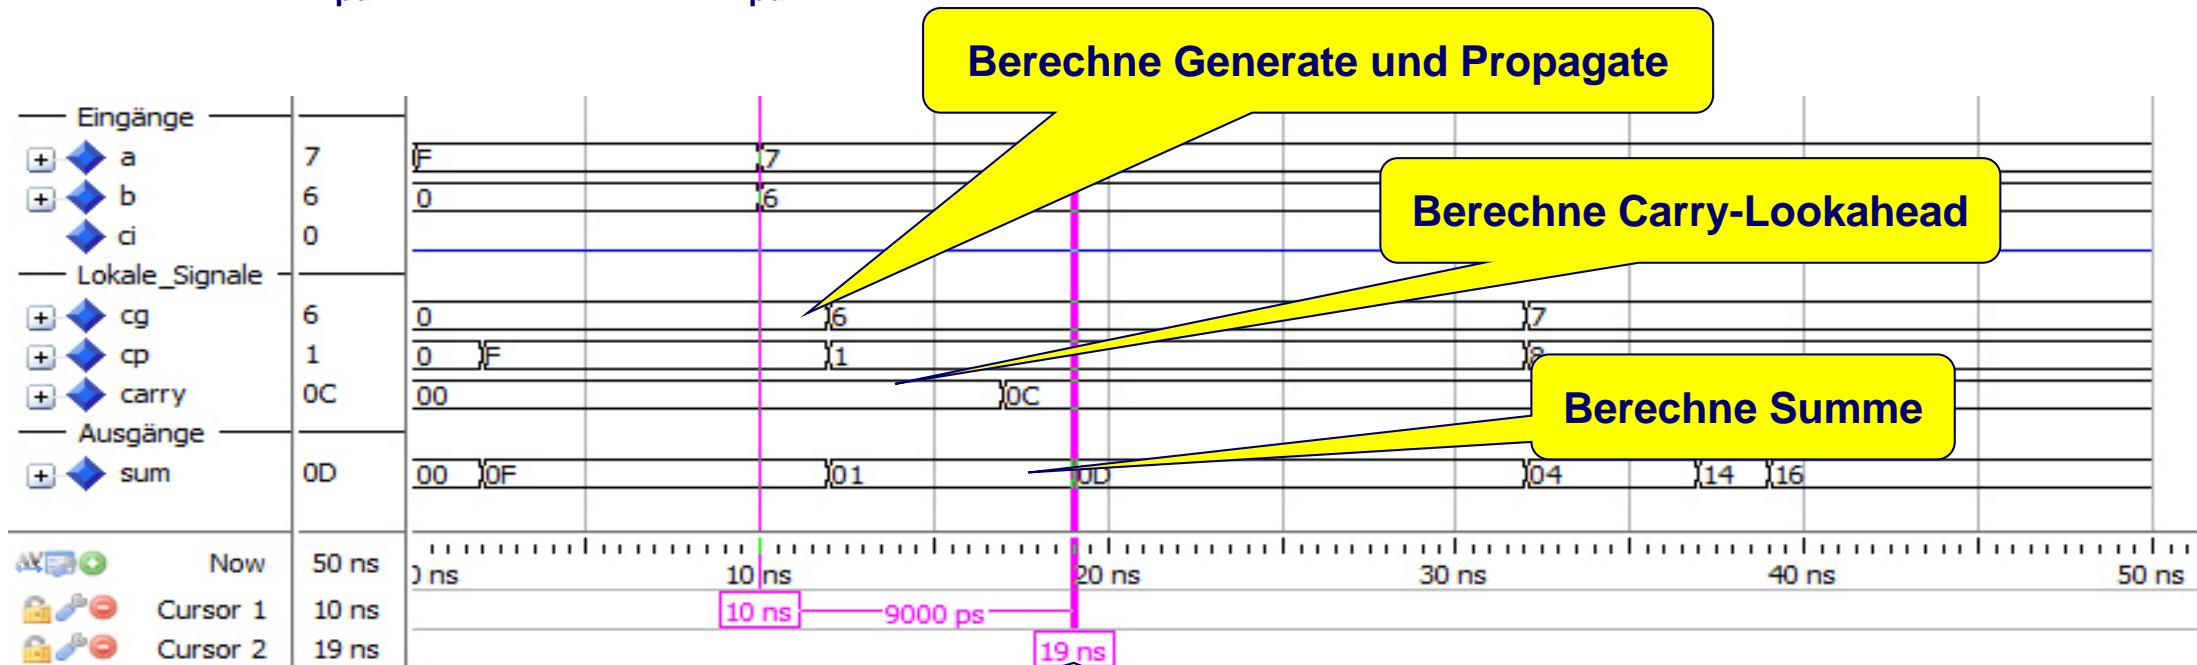 Berechne Generate und Propagate
Eingänge
a 7 F 7
b 6 0 6
Berechne Carry-Lookahead
ci 0
Lokale_Signale
cg 6 0 6 7
cp 1 0 F 1
carry 0C 00 0C
Berechne Summe
Ausgänge
sum 0D 00 0F 01 0D 04 14 16
Now 50 ns 0 ns 10 ns 20 ns 30 ns 40 ns 50 ns
Cursor 1 10 ns 10 ns 9000 ps
Cursor 2 19 ns 19 ns